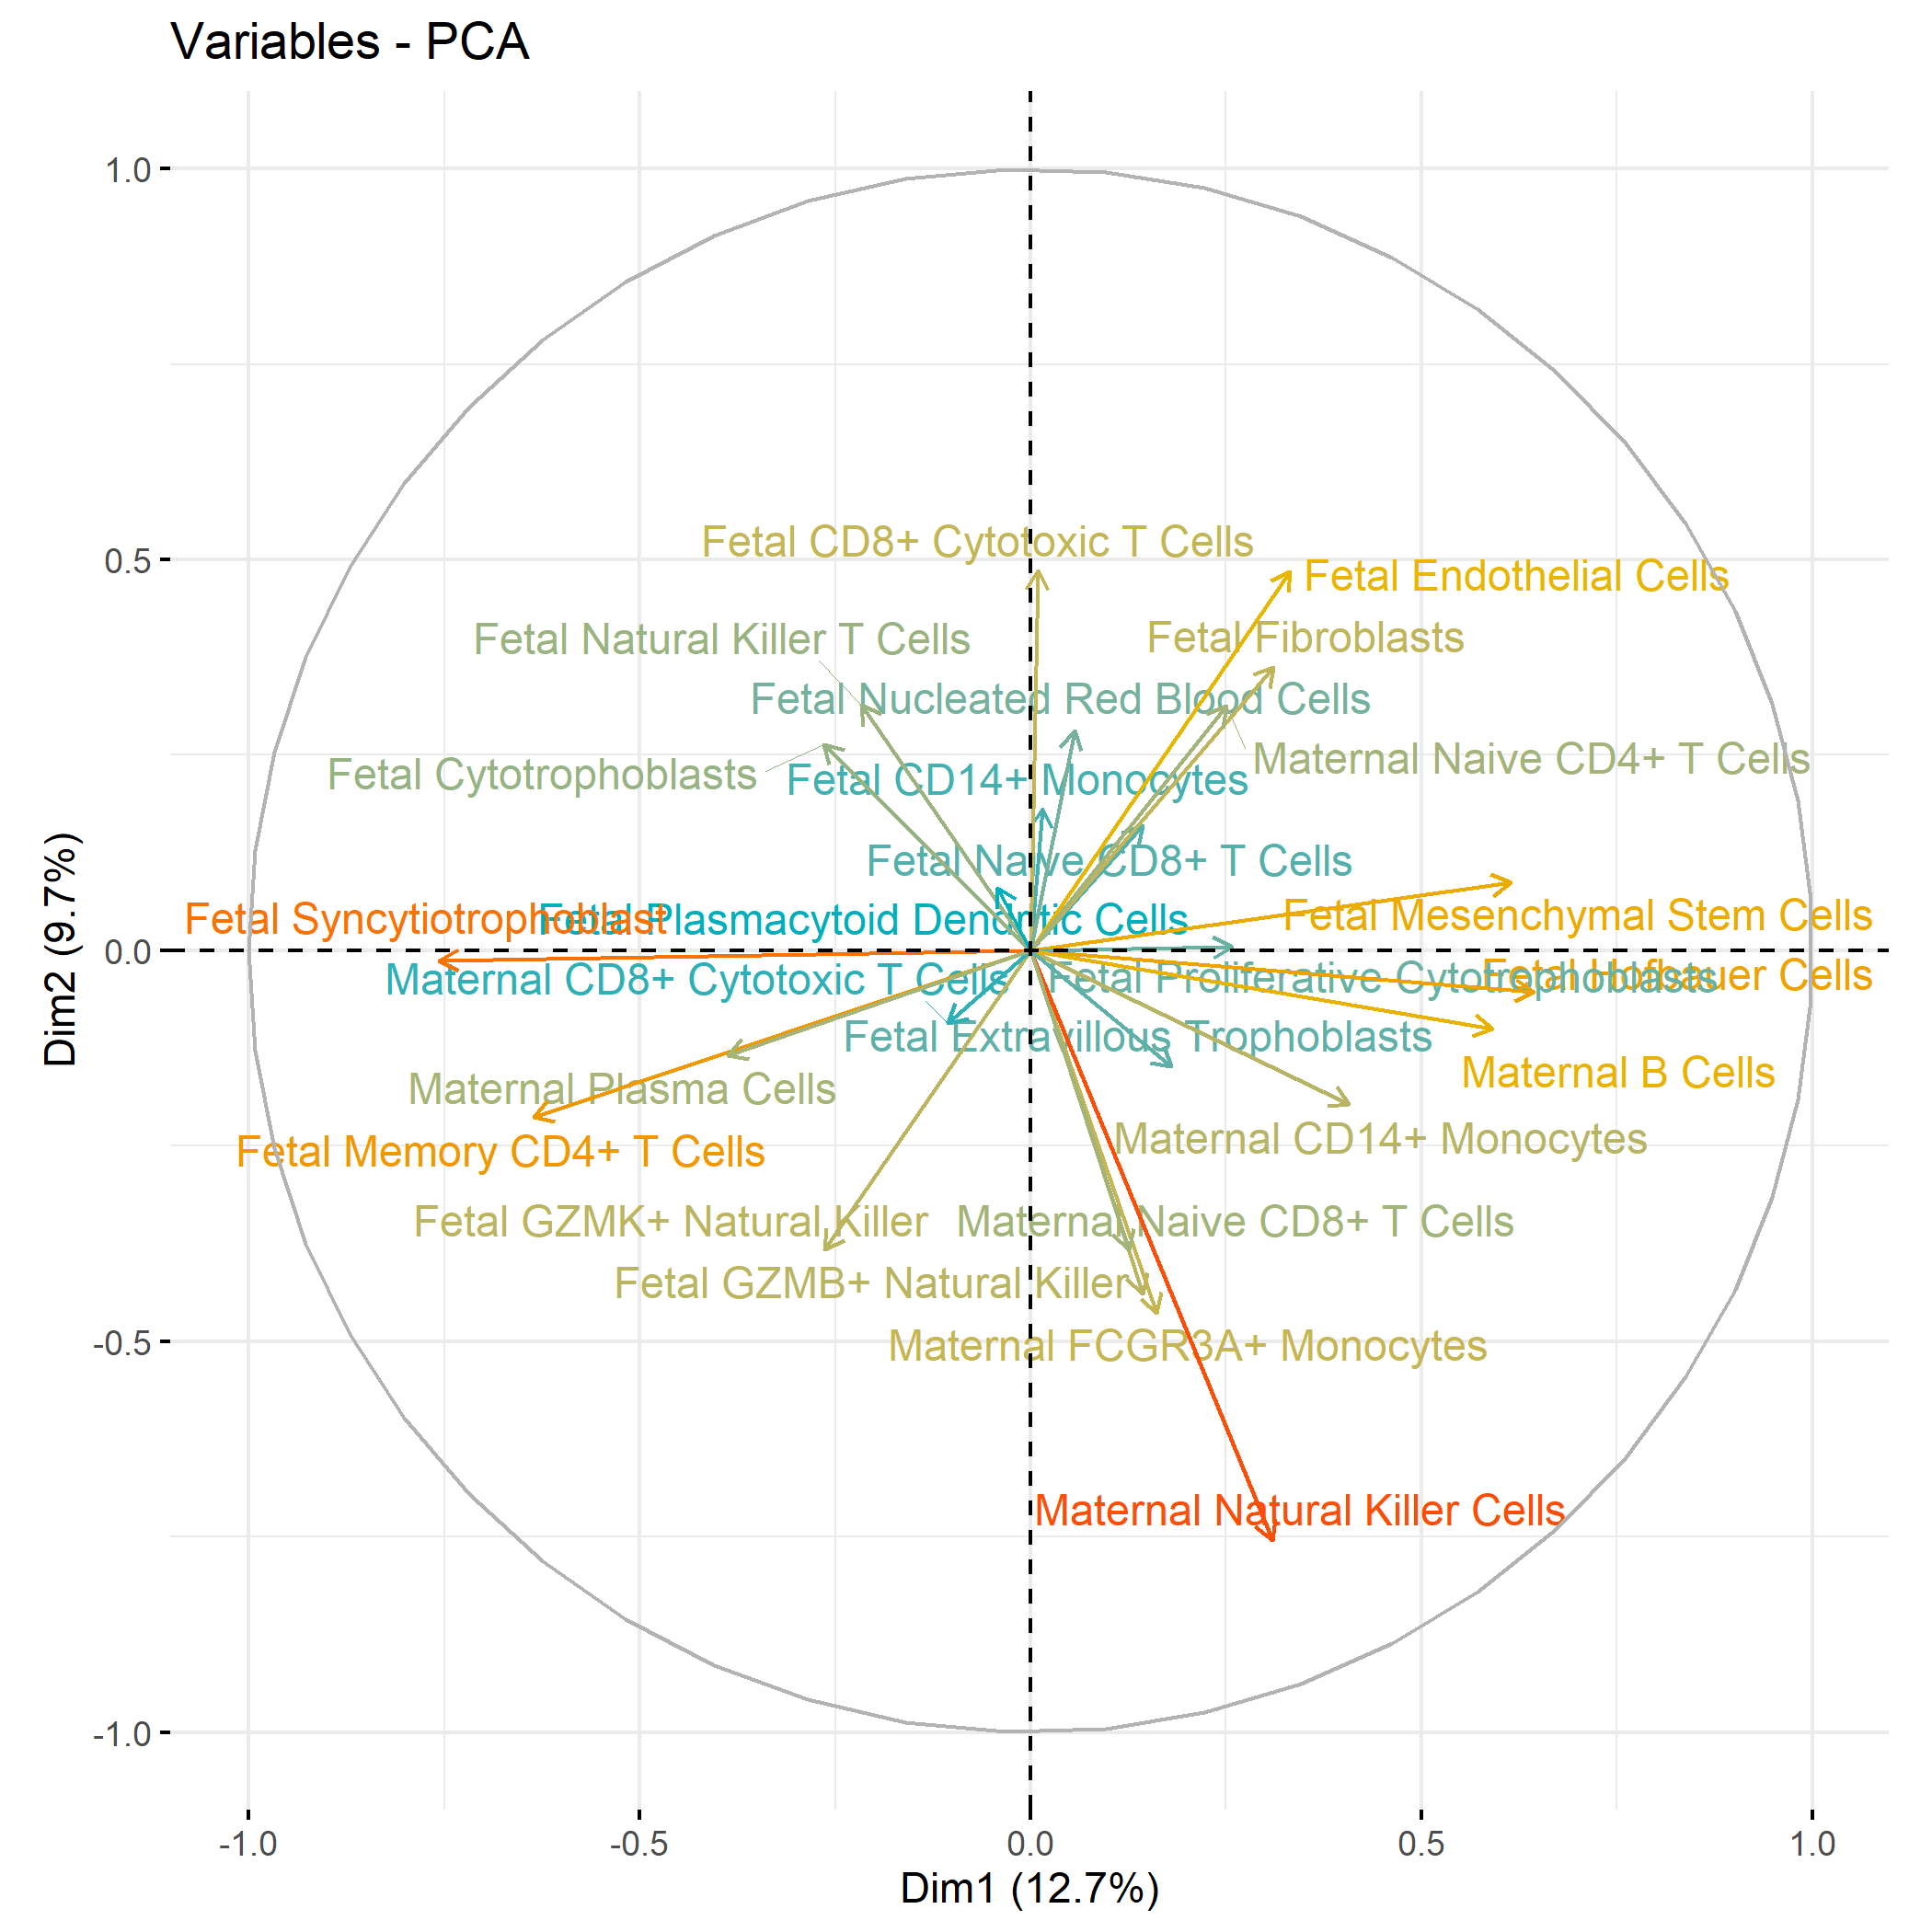 Variables - PCA
1.0
Fetal CD8+ Cytotoxic T Cells
0.5
Fetal Endothelial Cells
Fetal Natural Killer T Cells
Fetal Fibroblasts
Fetal Nucleated Red Blood Cells
Fetal Cytotrophoblasts
Fetal CD14+ Monocytes
Maternal Naive CD4+ T Cells
Fetal Naive CD8+ T Cells
Fetal Syncytiotrophoblast
Fetal Plasmacytoid Dendritic Cells
Fetal Mesenchymal Stem Cells
0.0
Dim2 (9.7%)
Maternal CD8+ Cytotoxic T Cells
Fetal Proliferative Cytotrophoblasts
Fetal Hofbauer Cells
Fetal Extravillous Trophoblasts
Maternal Plasma Cells
Maternal B Cells
Fetal Memory CD4+ T Cells
Maternal CD14+ Monocytes
Fetal GZMK+ Natural Killer
Maternal Naive CD8+ T Cells
Fetal GZMB+ Natural Killer
-0.5
Maternal FCGR3A+ Monocytes
Maternal Natural Killer Cells
-1.0
-1.0
-0.5
0.0
0.5
1.0
Dim1 (12.7%)